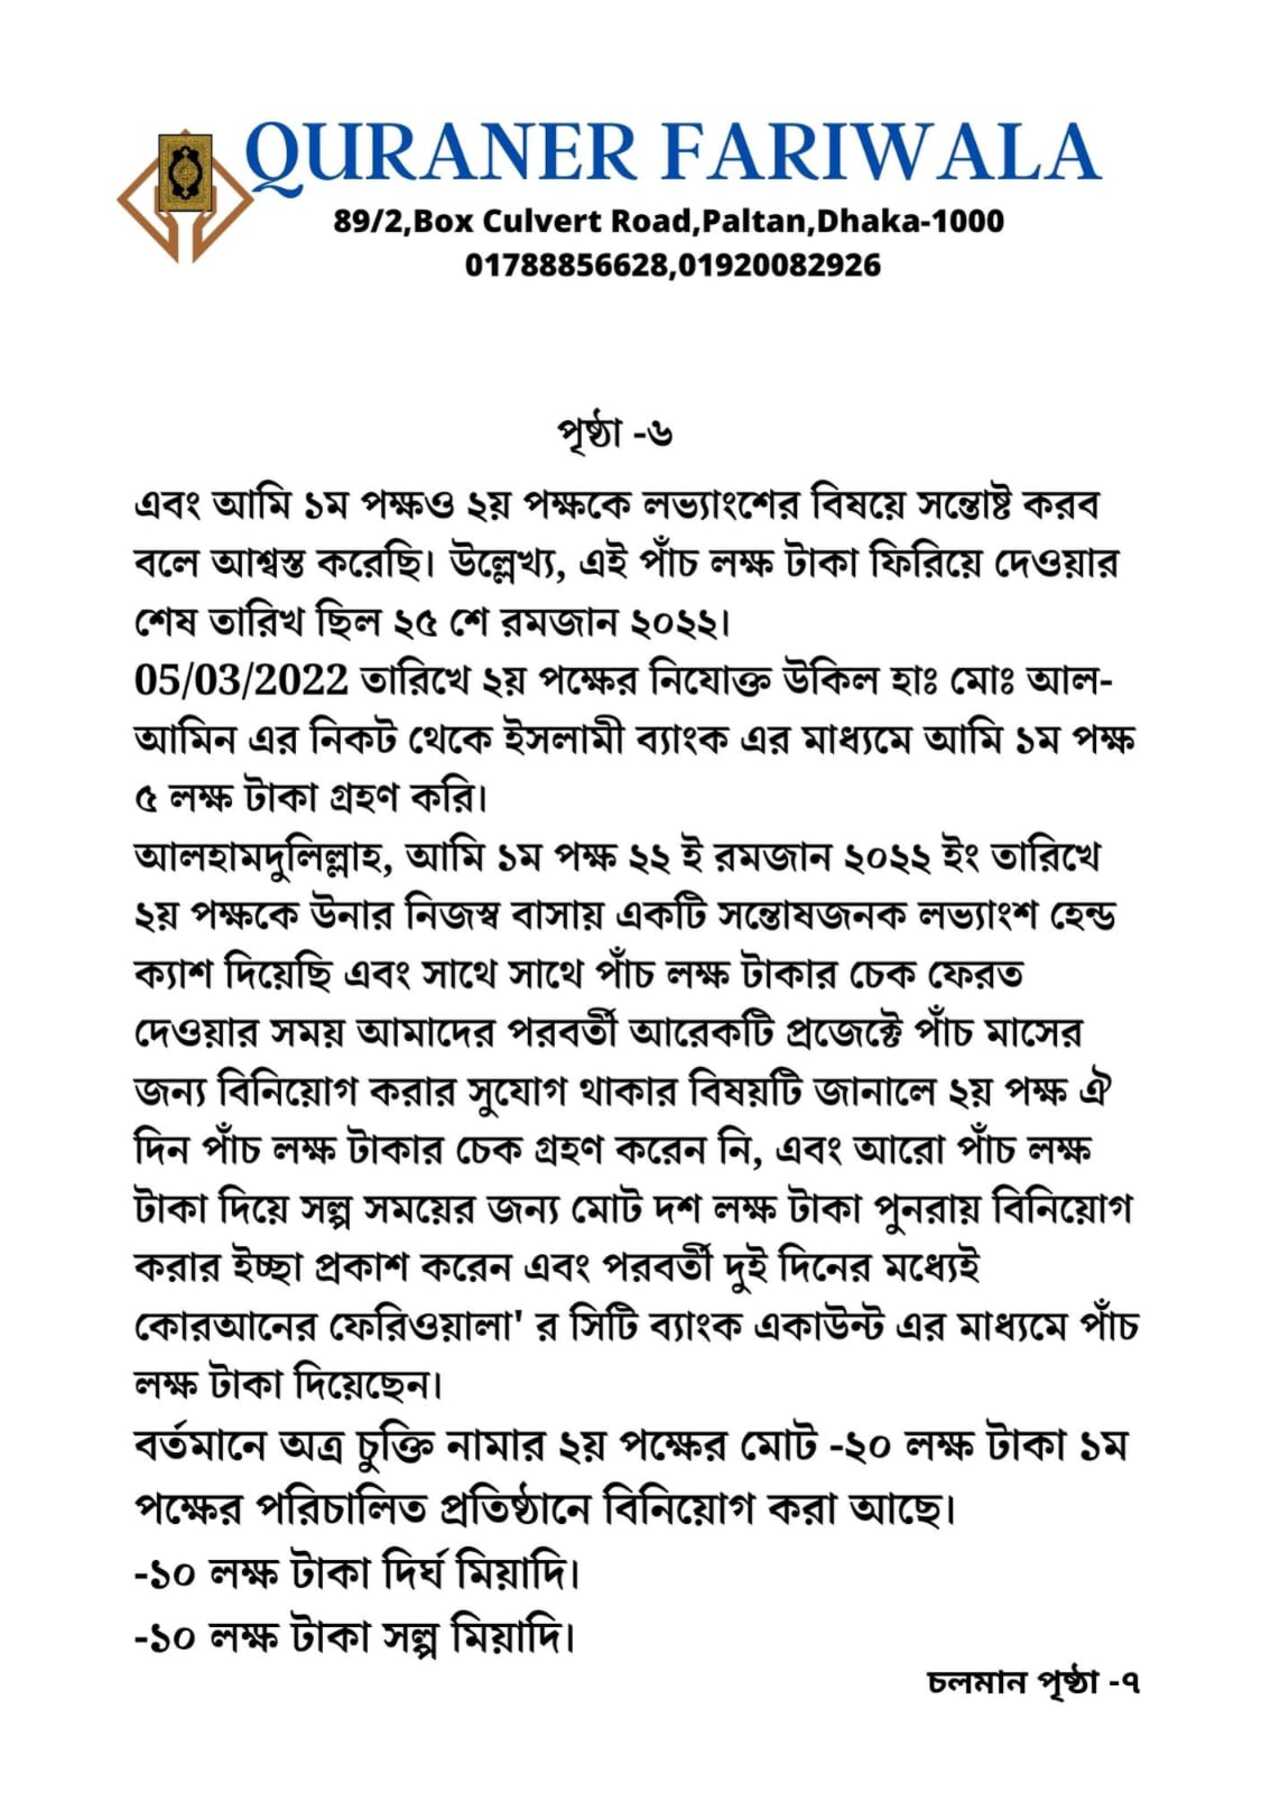 QURANER FARIWALA
89/2,Box Culvert Road,Paltan,Dhaka-1000
01788856628,01920082926
পৃষ্ঠা -৬
এবং আমি ১ম পক্ষও ২য় পক্ষকে লভ্যাংশের বিষয়ে সন্তোষ্ট করব
বলে আশ্বস্ত করেছি। উল্লেখ্য, এই পাঁচ লক্ষ টাকা ফিরিয়ে দেওয়ার
শেষ তারিখ ছিল ২৫ শে রমজান ২০২২।
05/03/2022 তারিখে ২য় পক্ষের নিযোক্ত উকিল হাঃ মোঃ আল-
আমিন এর নিকট থেকে ইসলামী ব্যাংক এর মাধ্যমে আমি ১ম পক্ষ
৫ লক্ষ টাকা গ্রহণ করি।
আলহামদুলিল্লাহ, আমি ১ম পক্ষ ২২ ই রমজান ২০২২ ইং তারিখে
২য় পক্ষকে উনার নিজস্ব বাসায় একটি সন্তোষজনক লভ্যাংশ হেন্ড
ক্যাশ দিয়েছি এবং সাথে সাথে পাঁচ লক্ষ টাকার চেক ফেরত
দেওয়ার সময় আমাদের পরবর্তী আরেকটি প্রজেক্টে পাঁচ মাসের
জন্য বিনিয়োগ করার সুযোগ থাকার বিষয়টি জানালে ২য় পক্ষ ঐ
দিন পাঁচ লক্ষ টাকার চেক গ্রহণ করেন নি, এবং আরো পাঁচ লক্ষ
টাকা দিয়ে সল্প সময়ের জন্য মোট দশ লক্ষ টাকা পুনরায় বিনিয়োগ
করার ইচ্ছা প্রকাশ করেন এবং পরবর্তী দুই দিনের মধ্যেই
কোরআনের ফেরিওয়ালা' র সিটি ব্যাংক একাউন্ট এর মাধ্যমে পাঁচ
লক্ষ টাকা দিয়েছেন।
বর্তমানে অত্র চুক্তি নামার ২য় পক্ষের মোট -২০ লক্ষ টাকা ১ম
পক্ষের পরিচালিত প্রতিষ্ঠানে বিনিয়োগ করা আছে।
-১০ লক্ষ টাকা দির্ঘ মিয়াদি।
-১০ লক্ষ টাকা সল্প মিয়াদি।
চলমান পৃষ্ঠা -৭